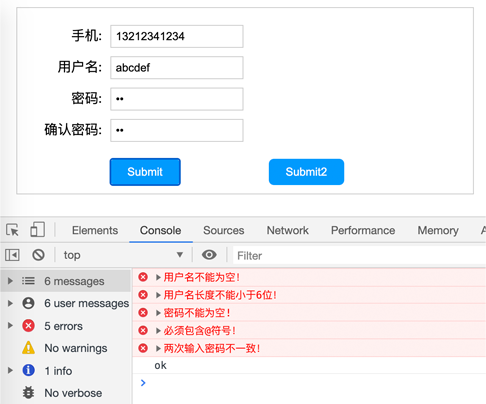 手机: 13212341234
用户名: abcdef
密码: ••
确认密码: ••
Submit Submit2
Elements Console Sources Network Performance Memory
top Filter
6 messages
6 user messages
5 errors
No warnings
1 info
No verbose
用户名不能为空!
用户名长度不能小于6位!
密码不能为空!
必须包含@符号!
两次输入密码不一致!
ok